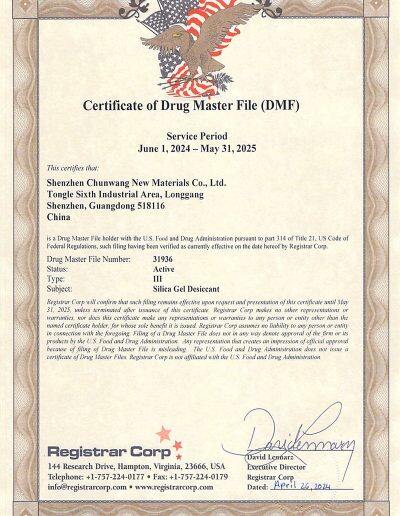 Certificate of Drug Master File (DMF)
Service Period
June 1, 2024 – May 31, 2025
This certifies that:
Shenzhen Chunwang New Materials Co., Ltd.
Tongle Sixth Industrial Area, Longgang
Shenzhen, Guangdong 518116
China
is a Drug Master File holder with the U.S. Food and Drug Administration pursuant to part 314 of Title 21, US Code of
Federal Regulations, such filing having been verified as currently effective on the date hereof by Registrar Corp.
Drug Master File Number: 31936
Status: Active
Type: III
Subject: Silica Gel Desiccant
Registrar Corp will confirm that such filing remains effective upon request and presentation of this certificate until May
31, 2025, unless terminated after issuance of this certificate. Registrar Corp makes no other representations or
warranties, nor does this certificate make any representations or warranties to any person or entity other than the
named certificate holder, for whose sole benefit it is issued. Registrar Corp assumes no liability to any person or entity
in connection with the foregoing. Filing of a Drug Master File does not in any way denote approval of the firm or its
products by the U.S. Food and Drug Administration. Any representation that creates an impression of official approval
because of filing of Drug Master File is misleading. The U.S. Food and Drug Administration does not issue a
certificate of Drug Master Files. Registrar Corp is not affiliated with the U.S. Food and Drug Administration.
Registrar Corp
144 Research Drive, Hampton, Virginia, 23666, USA
Telephone: +1-757-224-0177 • Fax: +1-757-224-0179
info@registrarcorp.com • www.registrarcorp.com
David Lennarz
David Lennarz
Executive Director
Registrar Corp
Dated: April 26, 2024